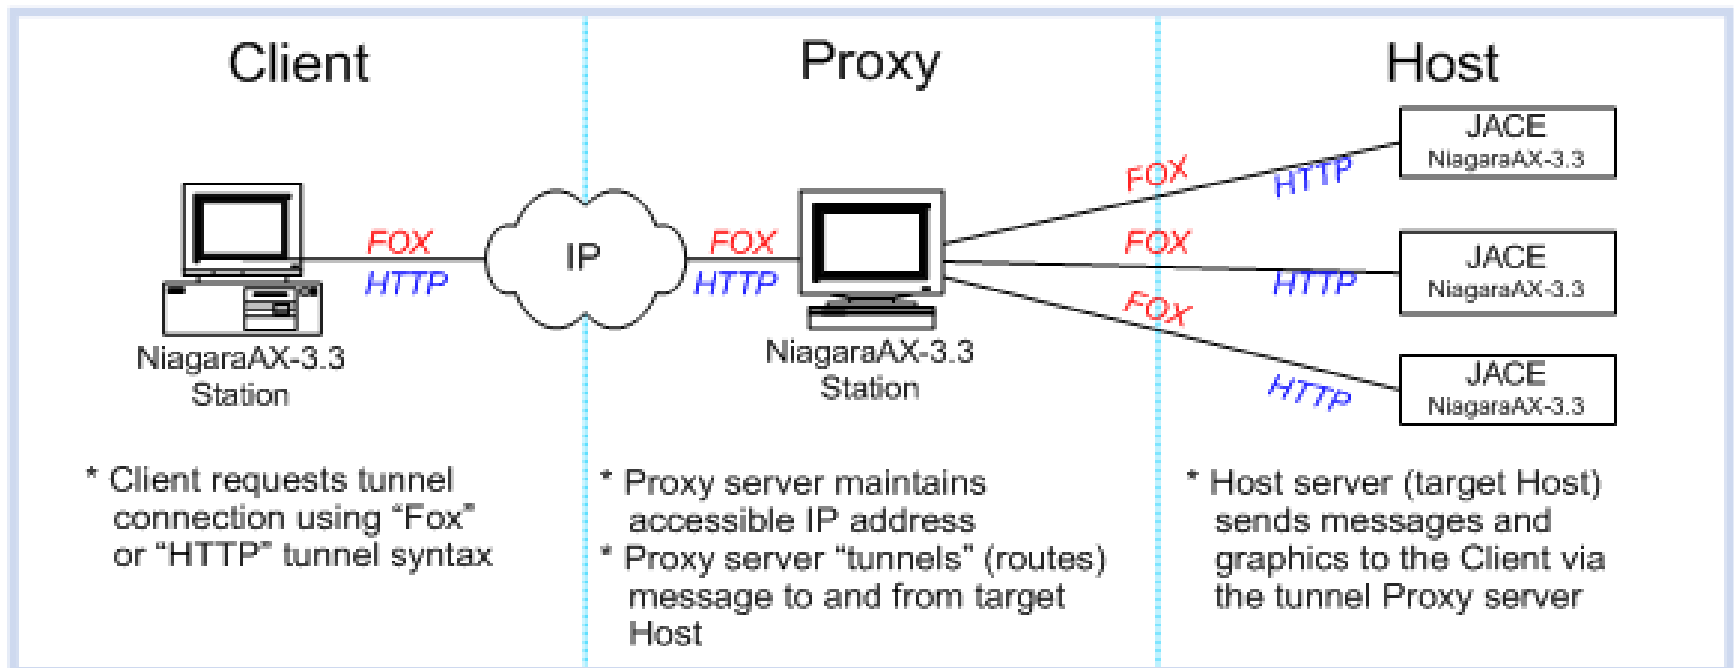 Client
Proxy
Host
FOX
HTTP
IP
FOX
HTTP
NiagaraAX-3.3
Station
NiagaraAX-3.3
Station
FOX
HTTP
JACE
NiagaraAX-3.3
FOX
HTTP
JACE
NiagaraAX-3.3
FOX
HTTP
JACE
NiagaraAX-3.3
* Client requests tunnel
connection using “Fox”
or “HTTP” tunnel syntax
* Proxy server maintains
accessible IP address
* Proxy server “tunnels” (routes)
message to and from target
Host
* Host server (target Host)
sends messages and
graphics to the Client via
the tunnel Proxy server